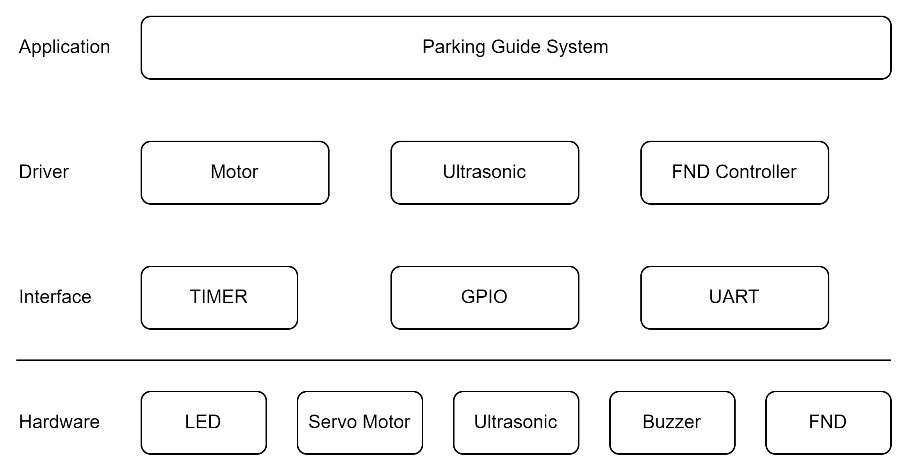 Application
Parking Guide System
Driver
Motor
Ultrasonic
FND Controller
Interface
TIMER
GPIO
UART
Hardware
LED
Servo Motor
Ultrasonic
Buzzer
FND